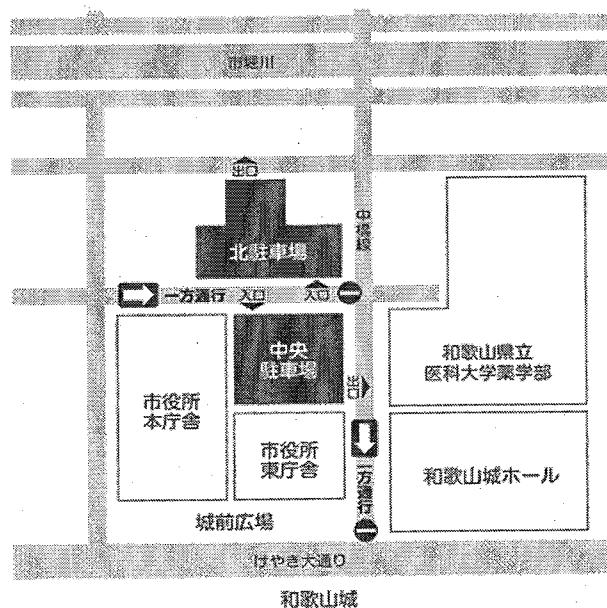 市堀川
出口
中橋線
北駐車場
一方通行
入口
入口
中央
駐車場
和歌山県立
医科大学薬学部
出口
市役所
本庁舎
市役所
東庁舎
一方通行
和歌山城ホール
城前広場
けやき大通り
和歌山城